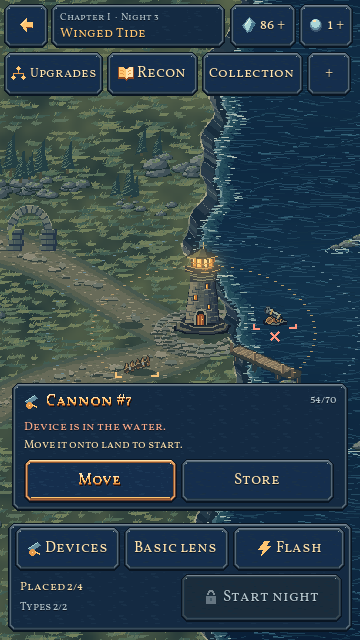 Chapter I · Night 3
Winged Tide
86 +
1 +
Upgrades
Recon
Collection
+
Cannon #7
54/70
Device is in the water.
Move it onto land to start.
Move
Store
Devices
Basic lens
Flash
Placed 2/4
Types 2/2
Start night